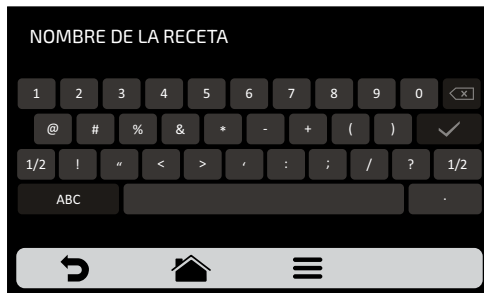 NOMBRE DE LA RECETA
1 2 3 4 5 6 7 8 9 0
@ # % & * - + ( )
1/2 ! “ < > ‘ : ; / ? 1/2
ABC .